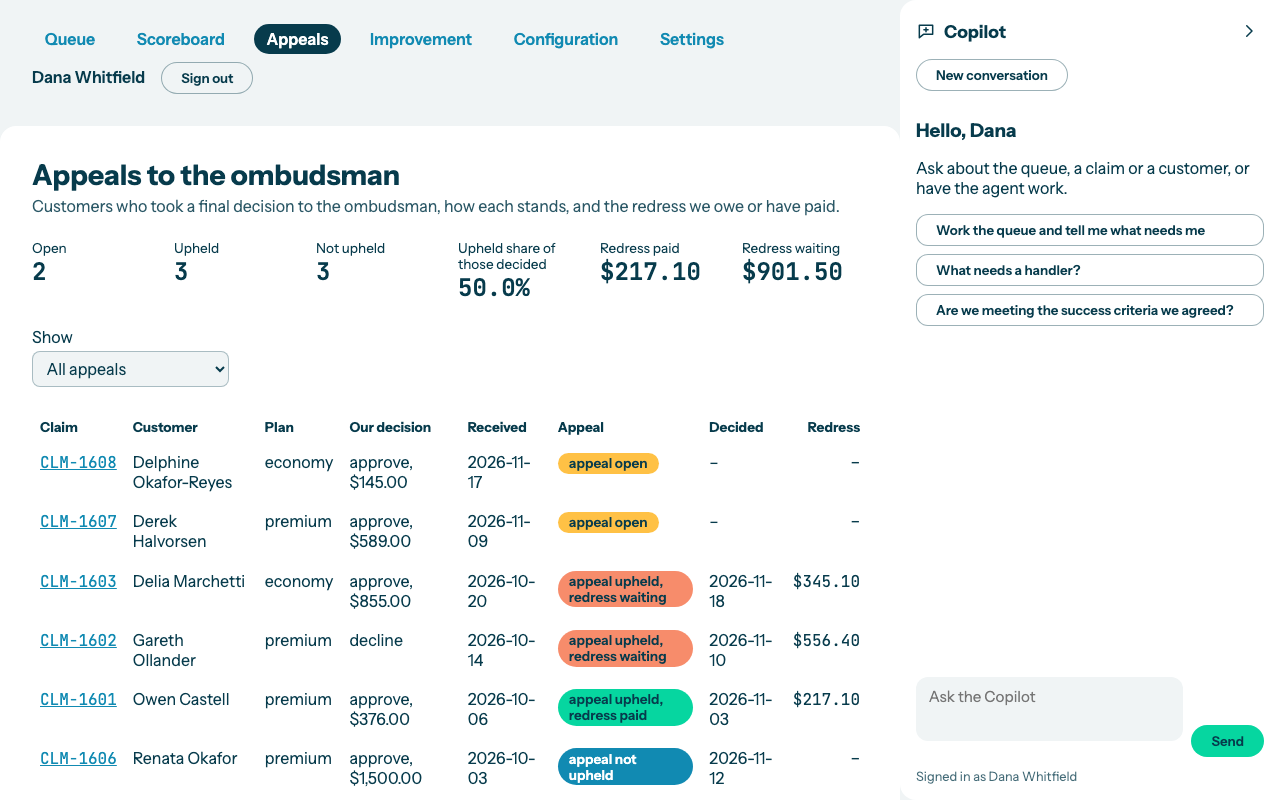 Queue Scoreboard Appeals Improvement Configuration Settings
Dana Whitfield Sign out
Appeals to the ombudsman
Customers who took a final decision to the ombudsman, how each stands, and the redress we owe or have paid.
Open
2
Upheld
3
Not upheld
3
Upheld share of
those decided
50.0%
Redress paid
$217.10
Redress waiting
$901.50
Show
All appeals
Claim Customer Plan Our decision Received Appeal Decided Redress
CLM-1608 Delphine economy approve, 2026-11- appeal open – –
Okafor-Reyes $145.00 17
CLM-1607 Derek premium approve, 2026-11- appeal open – –
Halvorsen $589.00 09
CLM-1603 Delia Marchetti economy approve, 2026-10- appeal upheld, 2026-11- $345.10
$855.00 20 redress waiting 18
CLM-1602 Gareth premium decline 2026-10- appeal upheld, 2026-11- $556.40
Ollander 14 redress waiting 10
CLM-1601 Owen Castell premium approve, 2026-10- appeal upheld, 2026-11- $217.10
$376.00 06 redress paid 03
CLM-1606 Renata Okafor premium approve, 2026-10- appeal not 2026-11- –
$1,500.00 03 upheld 12
Copilot
New conversation
Hello, Dana
Ask about the queue, a claim or a customer, or
have the agent work.
Work the queue and tell me what needs me
What needs a handler?
Are we meeting the success criteria we agreed?
Ask the Copilot
Send
Signed in as Dana Whitfield